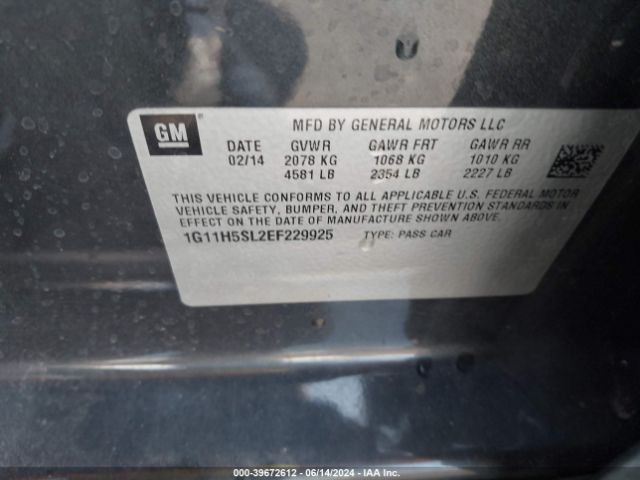 GM
MFD BY GENERAL MOTORS LLC
DATE GVWR GAWR FRT GAWR RR
02/14 2078 KG 1068 KG 1010 KG
4581 LB 2354 LB 2227 LB
THIS VEHICLE CONFORMS TO ALL APPLICABLE U.S. FEDERAL MOTOR
VEHICLE SAFETY, BUMPER, AND THEFT PREVENTION STANDARDS IN
EFFECT ON THE DATE OF MANUFACTURE SHOWN ABOVE.
1G11H5SL2EF229925 TYPE: PASS CAR
000-39672612 | 06/14/2024 - IAA Inc.